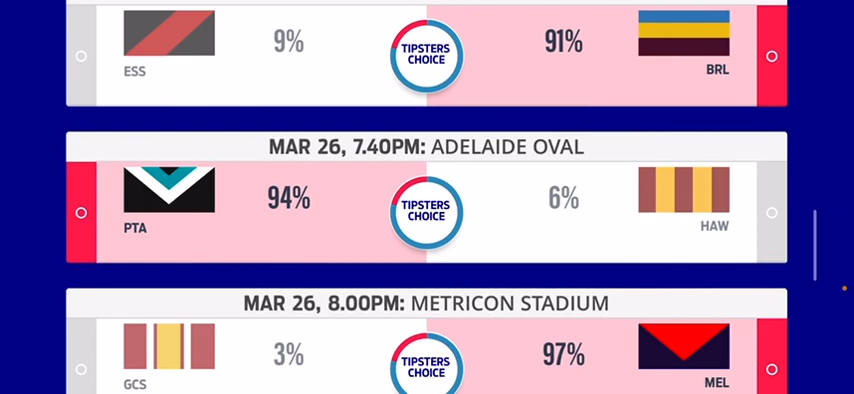 9%
TIPSTERS
CHOICE
91%
ESS
BRL
MAR 26, 7.40PM: ADELAIDE OVAL
94%
TIPSTERS
CHOICE
6%
PTA
HAW
MAR 26, 8.00PM: METRICON STADIUM
3%
TIPSTERS
CHOICE
97%
GCS
MEL